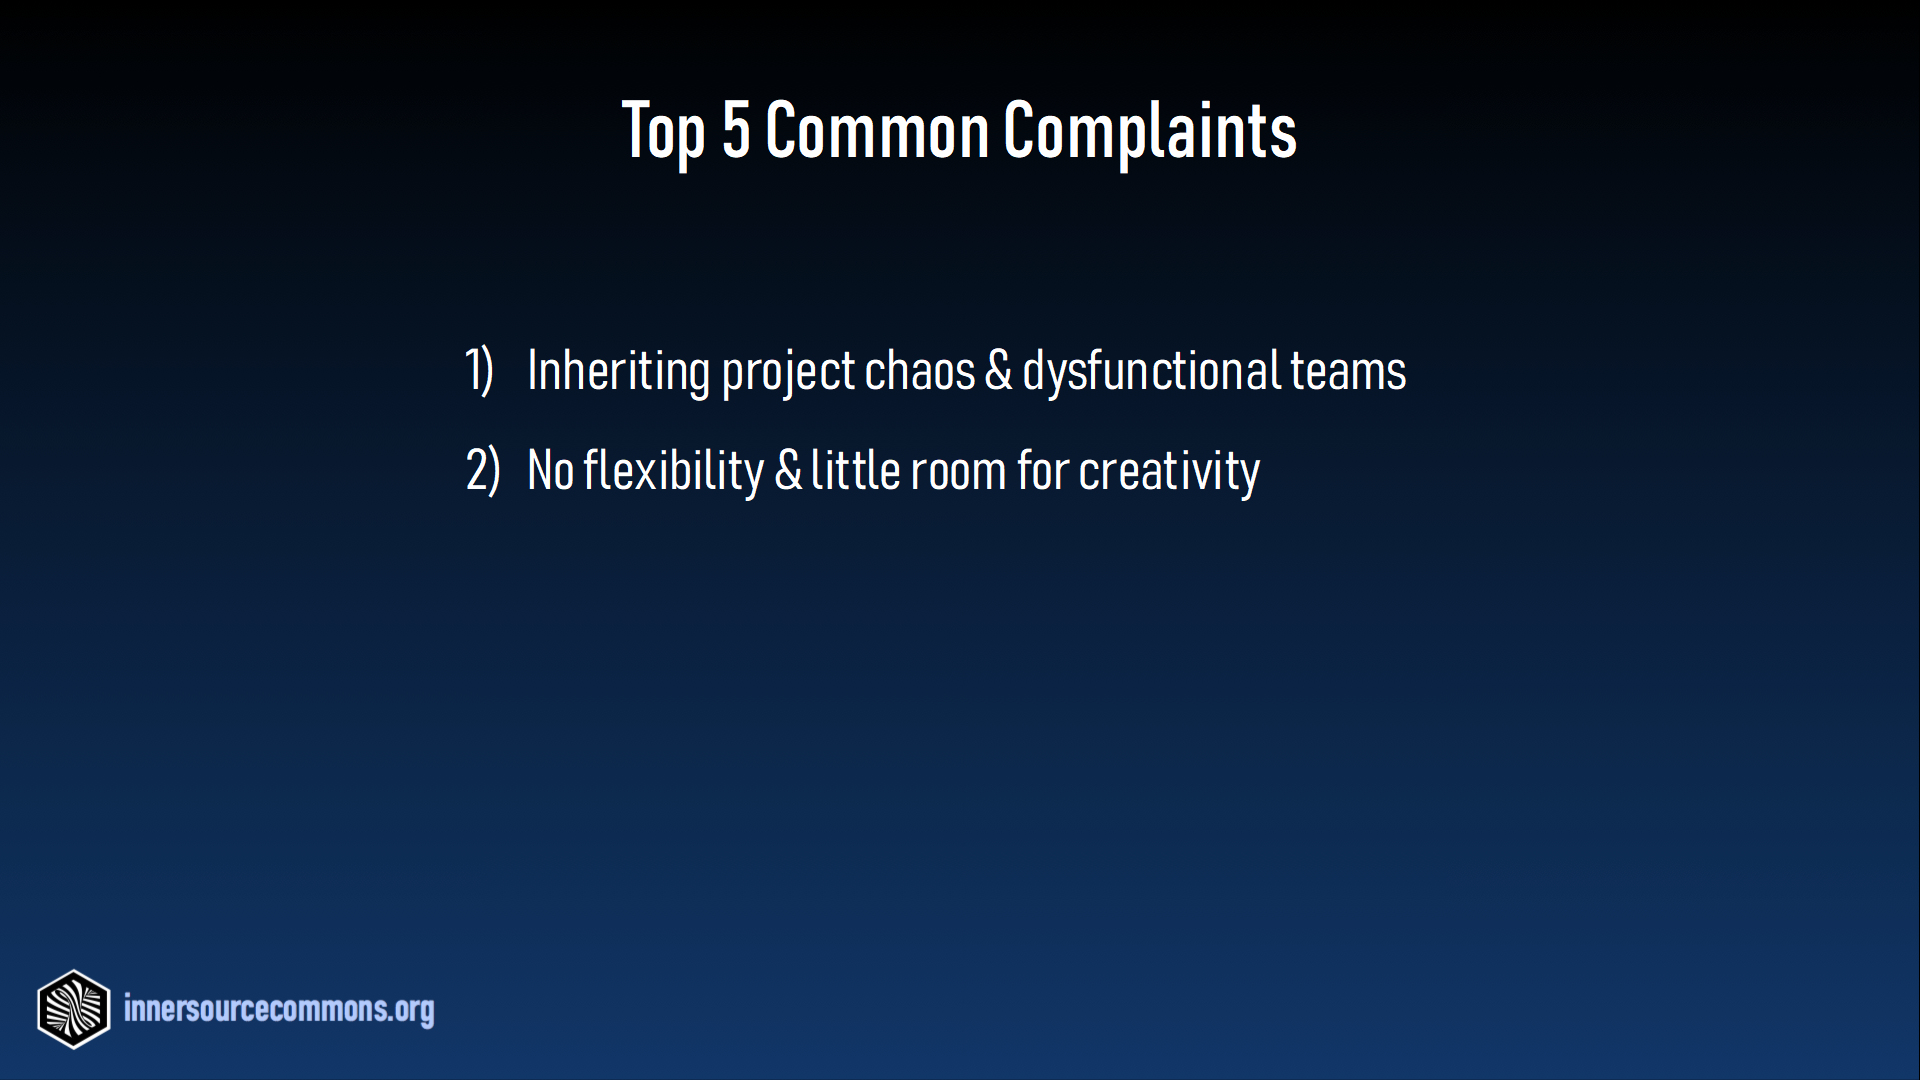 Top 5 Common Complaints
1) Inheriting project chaos & dysfunctional teams
2) No flexibility & little room for creativity
innersourcecommons.org